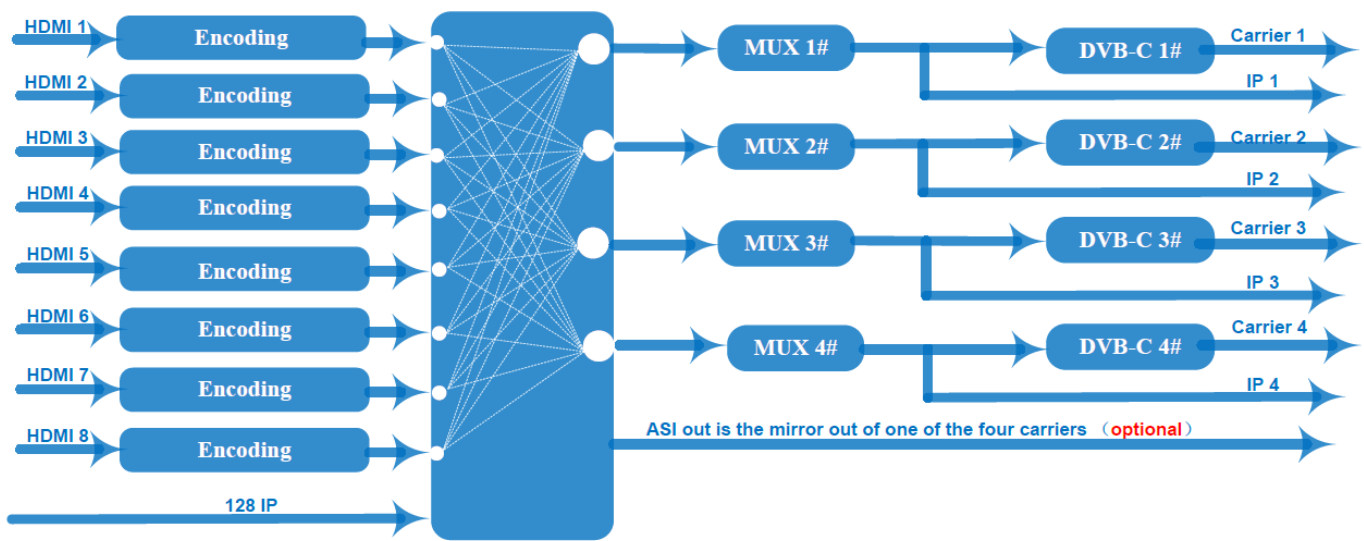 HDMI 1
Encoding
MUX 1#
DVB-C 1#
Carrier 1
IP 1
HDMI 2
Encoding
MUX 2#
DVB-C 2#
Carrier 2
IP 2
HDMI 3
Encoding
MUX 3#
DVB-C 3#
Carrier 3
IP 3
HDMI 4
Encoding
MUX 4#
DVB-C 4#
Carrier 4
IP 4
HDMI 5
Encoding
HDMI 6
Encoding
HDMI 7
Encoding
HDMI 8
Encoding
ASI out is the mirror out of one of the four carriers （optional）
128 IP